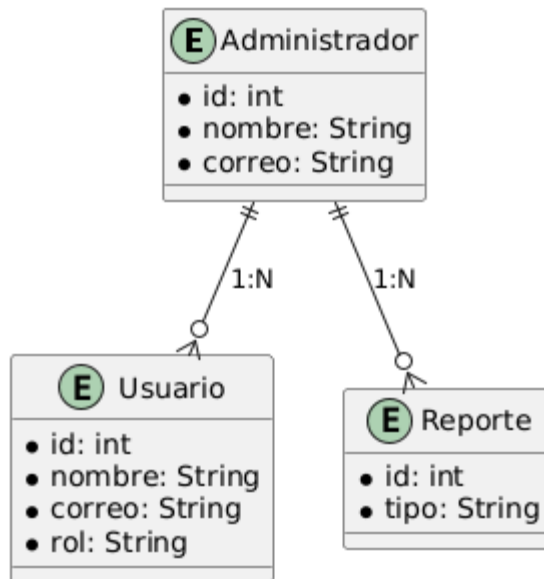 E Administrador
id: int
nombre: String
correo: String
1:N
1:N
E Usuario
id: int
nombre: String
correo: String
rol: String
E Reporte
id: int
tipo: String